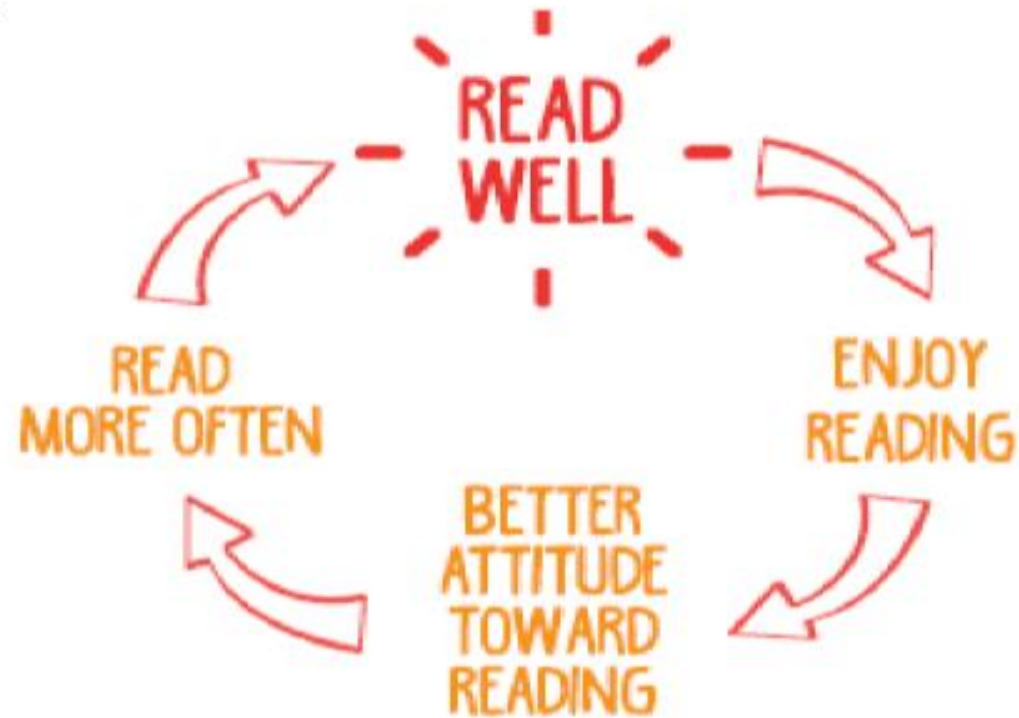 READ
WELL
ENJOY
READING
BETTER
ATTITUDE
TOWARD
READING
READ
MORE OFTEN